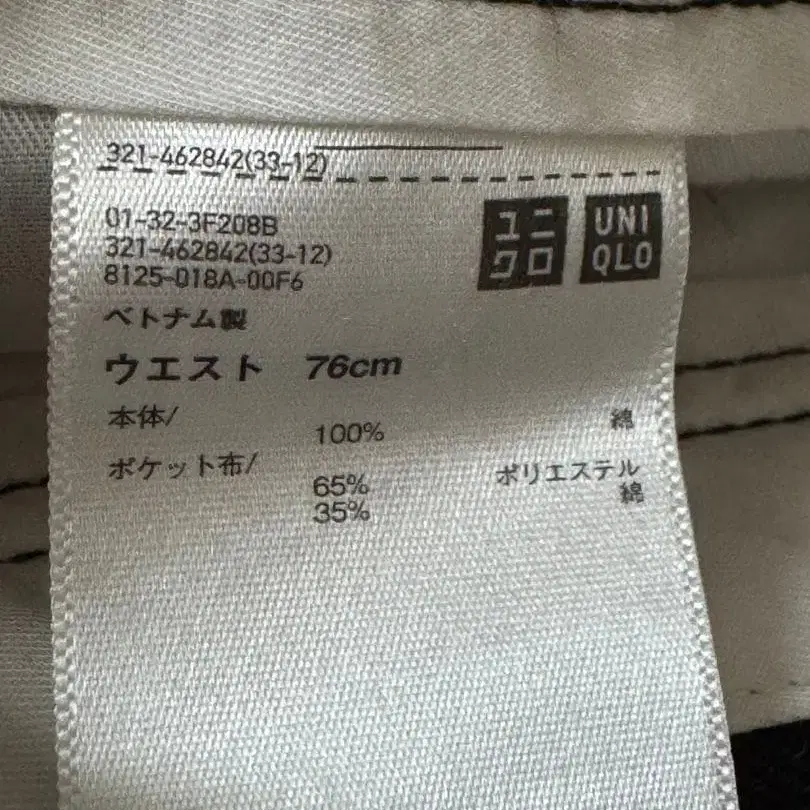 321-462842(33-12)
01-32-3F208B
321-462842(33-12)
8125-018A-00F6
ユニクロ
UNIQLO
ベトナム製
ウエスト 76cm
本体/
100% 綿
ポケット布/
65% ポリエステル
35% 綿